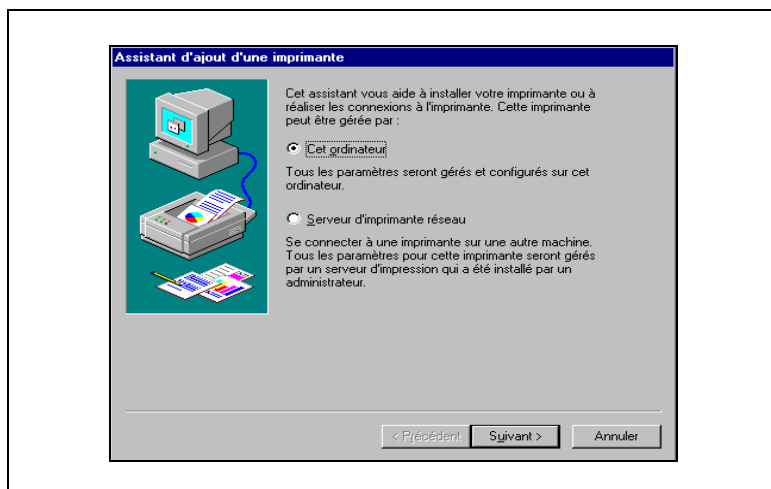 Assistant d'ajout d'une imprimante
Cet assistant vous aide à installer votre imprimante ou à
réaliser les connexions à l'imprimante. Cette imprimante
peut être gérée par :
Cet ordinateur
Tous les paramètres seront gérés et configurés sur cet
ordinateur.
Serveur d'imprimante réseau
Se connecter à une imprimante sur une autre machine.
Tous les paramètres pour cette imprimante seront gérés
par un serveur d'impression qui a été installé par un
administrateur.
< Précédent
Suivant >
Annuler